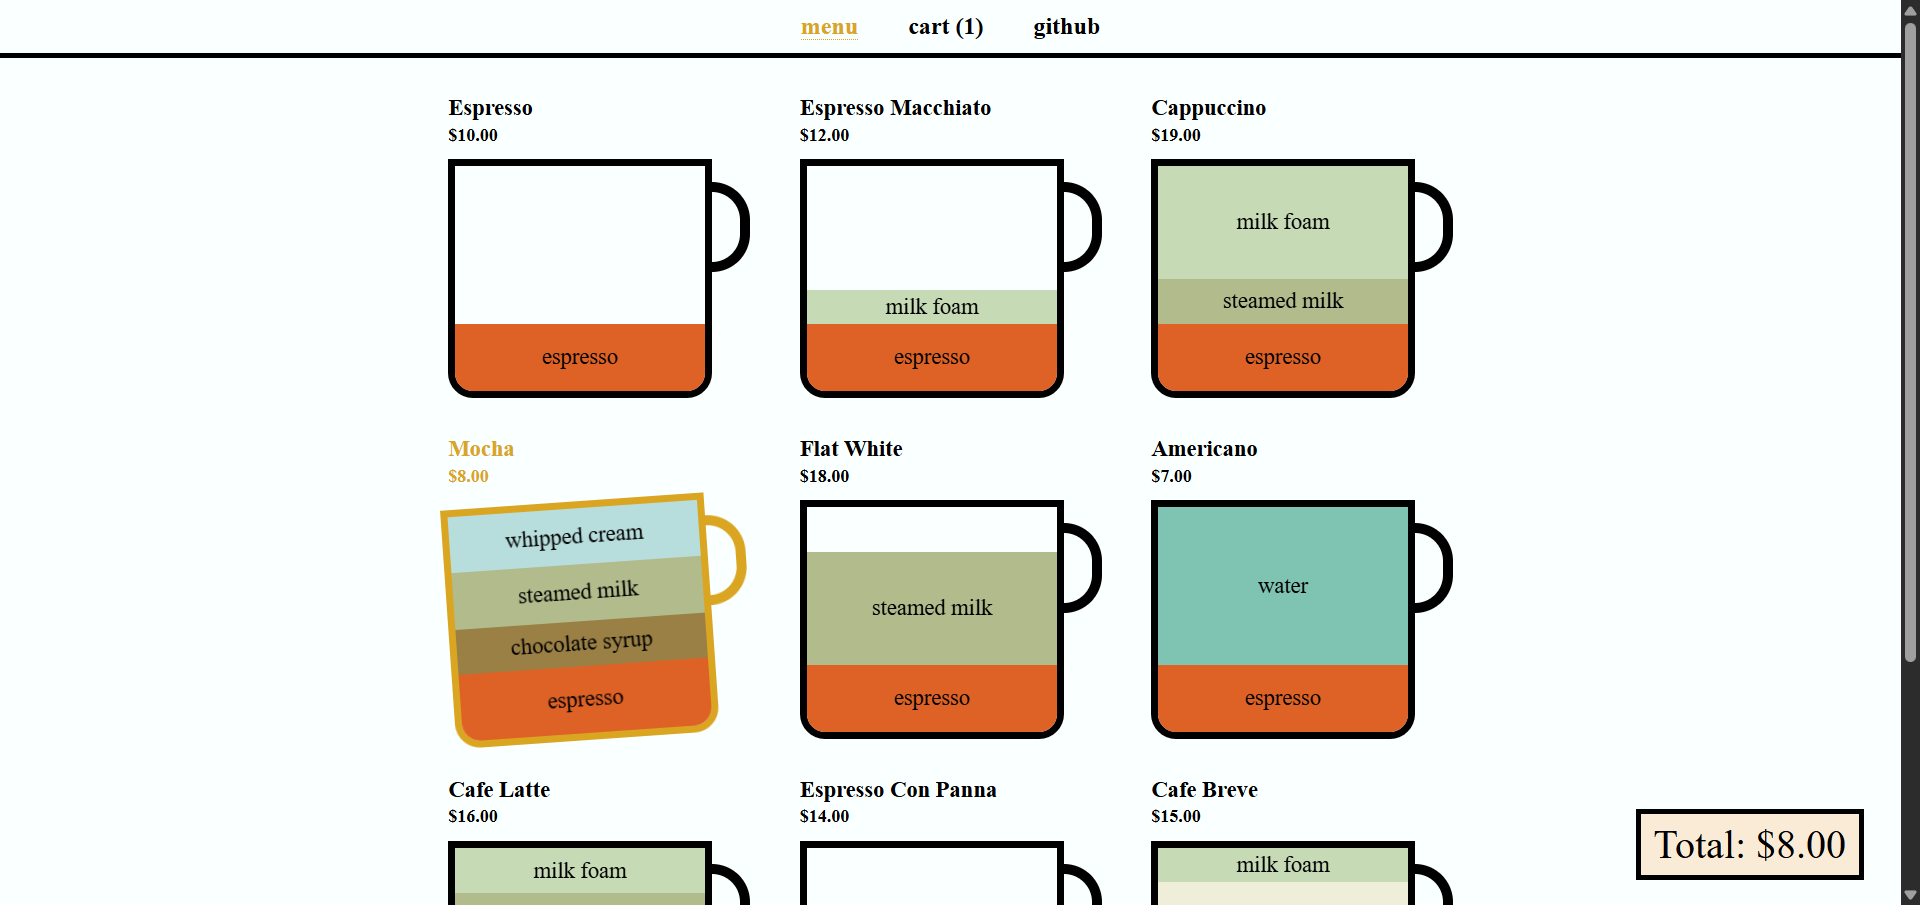 menu cart (1) github
Espresso
$10.00
espresso
Espresso Macchiato
$12.00
milk foam
espresso
Cappuccino
$19.00
milk foam
steamed milk
espresso
Mocha
$8.00
whipped cream
steamed milk
chocolate syrup
espresso
Flat White
$18.00
steamed milk
espresso
Americano
$7.00
water
espresso
Cafe Latte
$16.00
milk foam
Espresso Con Panna
$14.00
Cafe Breve
$15.00
milk foam
Total: $8.00